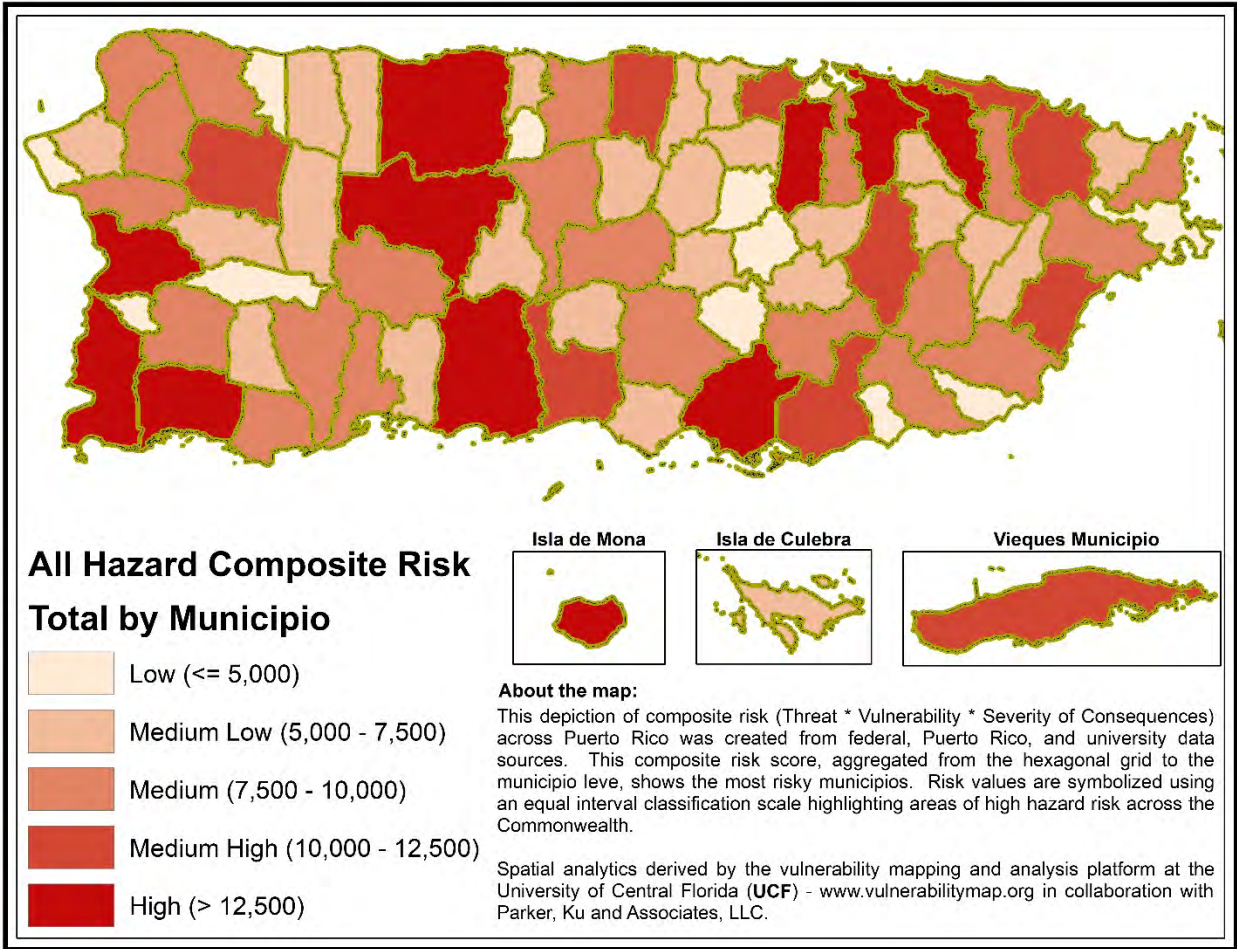 Isla de Mona
Isla de Culebra
Vieques Municipio
All Hazard Composite Risk
Total by Municipio
Low (<= 5,000)
Medium Low (5,000 - 7,500)
Medium (7,500 - 10,000)
Medium High (10,000 - 12,500)
High (> 12,500)
About the map:
This depiction of composite risk (Threat * Vulnerability * Severity of Consequences)
across Puerto Rico was created from federal, Puerto Rico, and university data
sources. This composite risk score, aggregated from the hexagonal grid to the
municipio leve, shows the most risky municipios. Risk values are symbolized using
an equal interval classification scale highlighting areas of high hazard risk across the
Commonwealth.
Spatial analytics derived by the vulnerability mapping and analysis platform at the
University of Central Florida (UCF) - www.vulnerabilitymap.org in collaboration with
Parker, Ku and Associates, LLC.